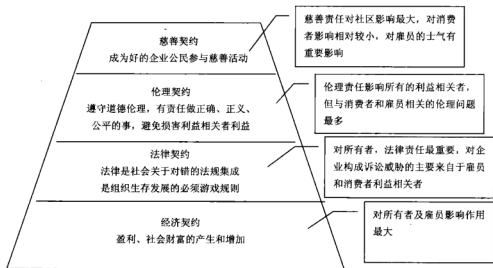 慈善契约
成为好的企业公民参与慈善活动
慈善责任对社区影响最大，对消费
者影响相对较小，对雇员的士气有
重要影响
伦理契约
遵守道德伦理，有责任做正确、正义、
公平的事，避免损害利益相关者利益
伦理责任影响所有的利益相关者，
但与消费者和雇员相关的伦理问题
最多
法律契约
法律是社会关于对错的法规集成
是组织生存发展的必须游戏规则
对所有者，法律责任最重要，对企
业构成诉讼威胁的主要来自于雇员
和消费者利益相关者
经济契约
盈利、社会财富的产生和增加
对所有者及雇员影响作用
最大